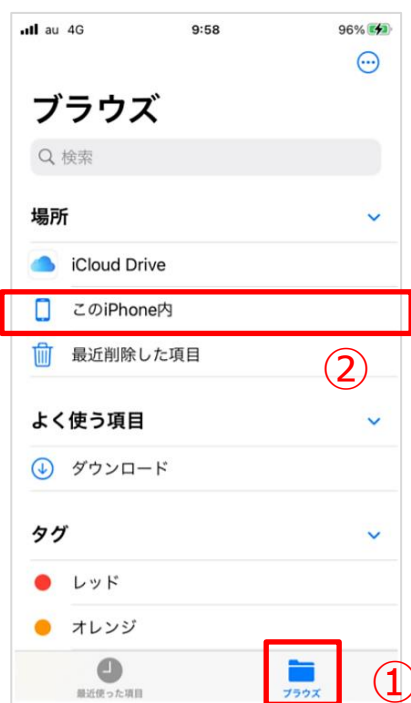 au 4G 9:58 96%
ブラウズ
検索
場所
iCloud Drive
このiPhone内
最近削除した項目
②
よく使う項目
ダウンロード
タグ
レッド
オレンジ
最近使った項目 ブラウズ ①